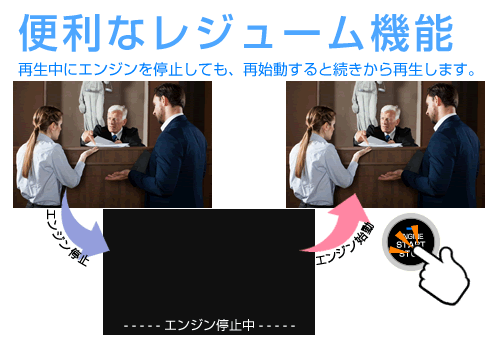 便利なレジューム機能
再生中にエンジンを停止しても、再始動すると続きから再生します。
エンジン停止
エンジン始動
ENGINE
START
STOP
- - - - - エンジン停止中 - - - - -